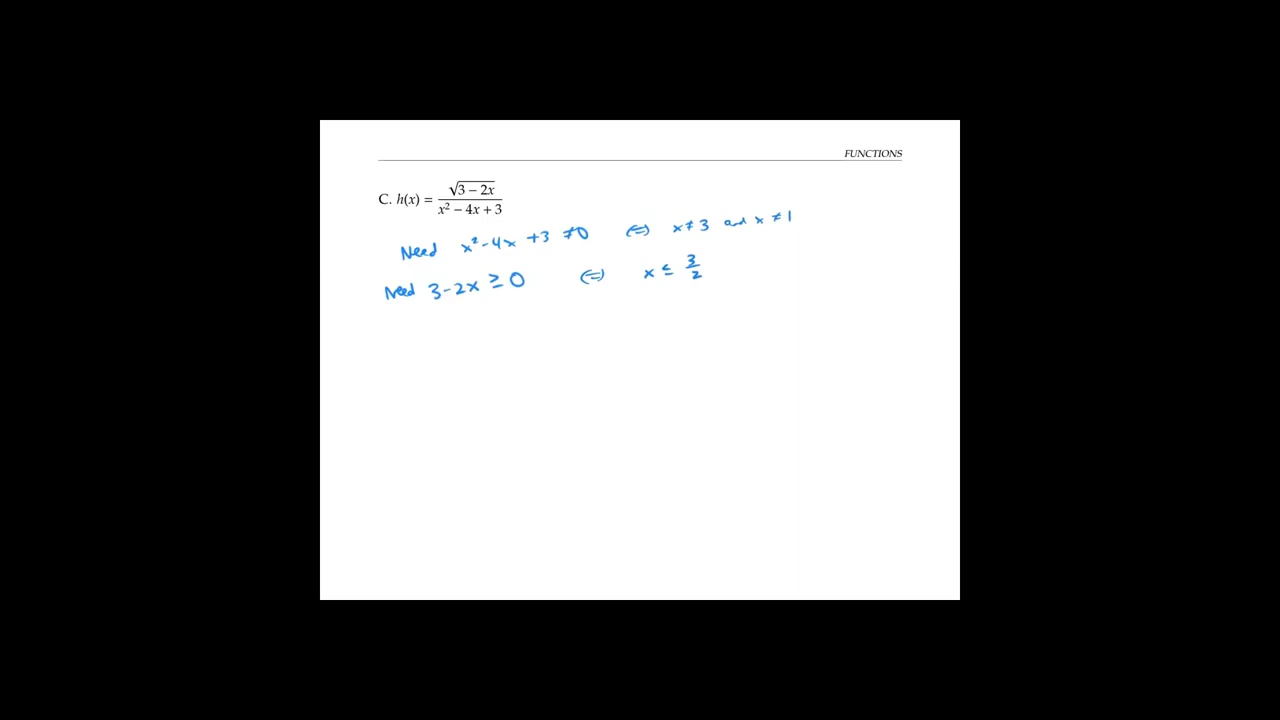 FUNCTIONS
C. h(x) = √(3 − 2x) / (x² − 4x + 3)
Need x² - 4x + 3 ≠ 0 (=) x ≠ 3 and x ≠ 1
Need 3 - 2x ≥ 0 (=) x ≤ 3/2